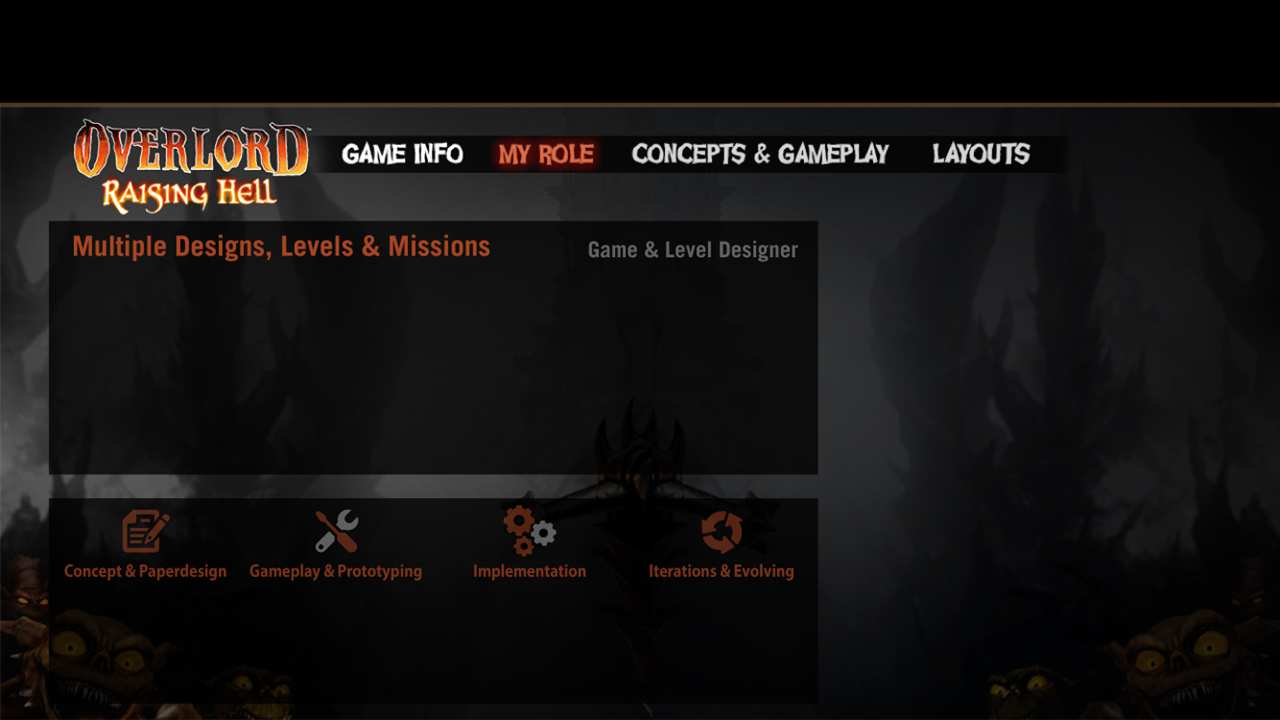 OVERLORD™
RAISING HELL
GAME INFO MY ROLE CONCEPTS & GAMEPLAY LAYOUTS
Multiple Designs, Levels & Missions Game & Level Designer
Concept & Paperdesign Gameplay & Prototyping Implementation Iterations & Evolving